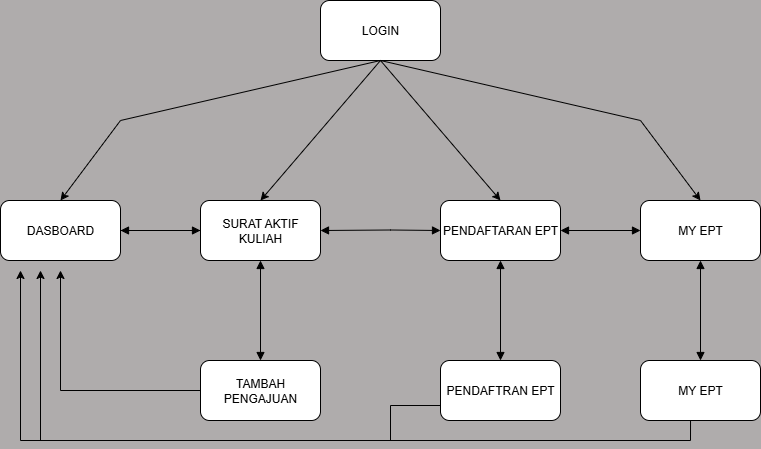 LOGIN
DASBOARD
SURAT AKTIF
KULIAH
PENDAFTARAN EPT
MY EPT
TAMBAH
PENGAJUAN
PENDAFTRAN EPT
MY EPT